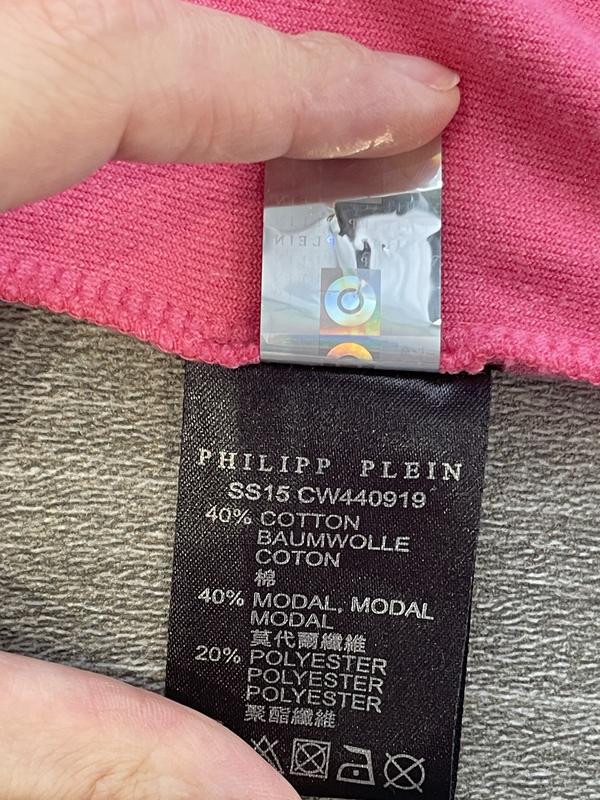 PLEIN
PHILIPP PLEIN
SS15 CW440919
40% COTTON
BAUMWOLLE
COTON
棉
40% MODAL, MODAL
MODAL
莫代爾纖維
20% POLYESTER
POLYESTER
POLYESTER
聚酯纖維